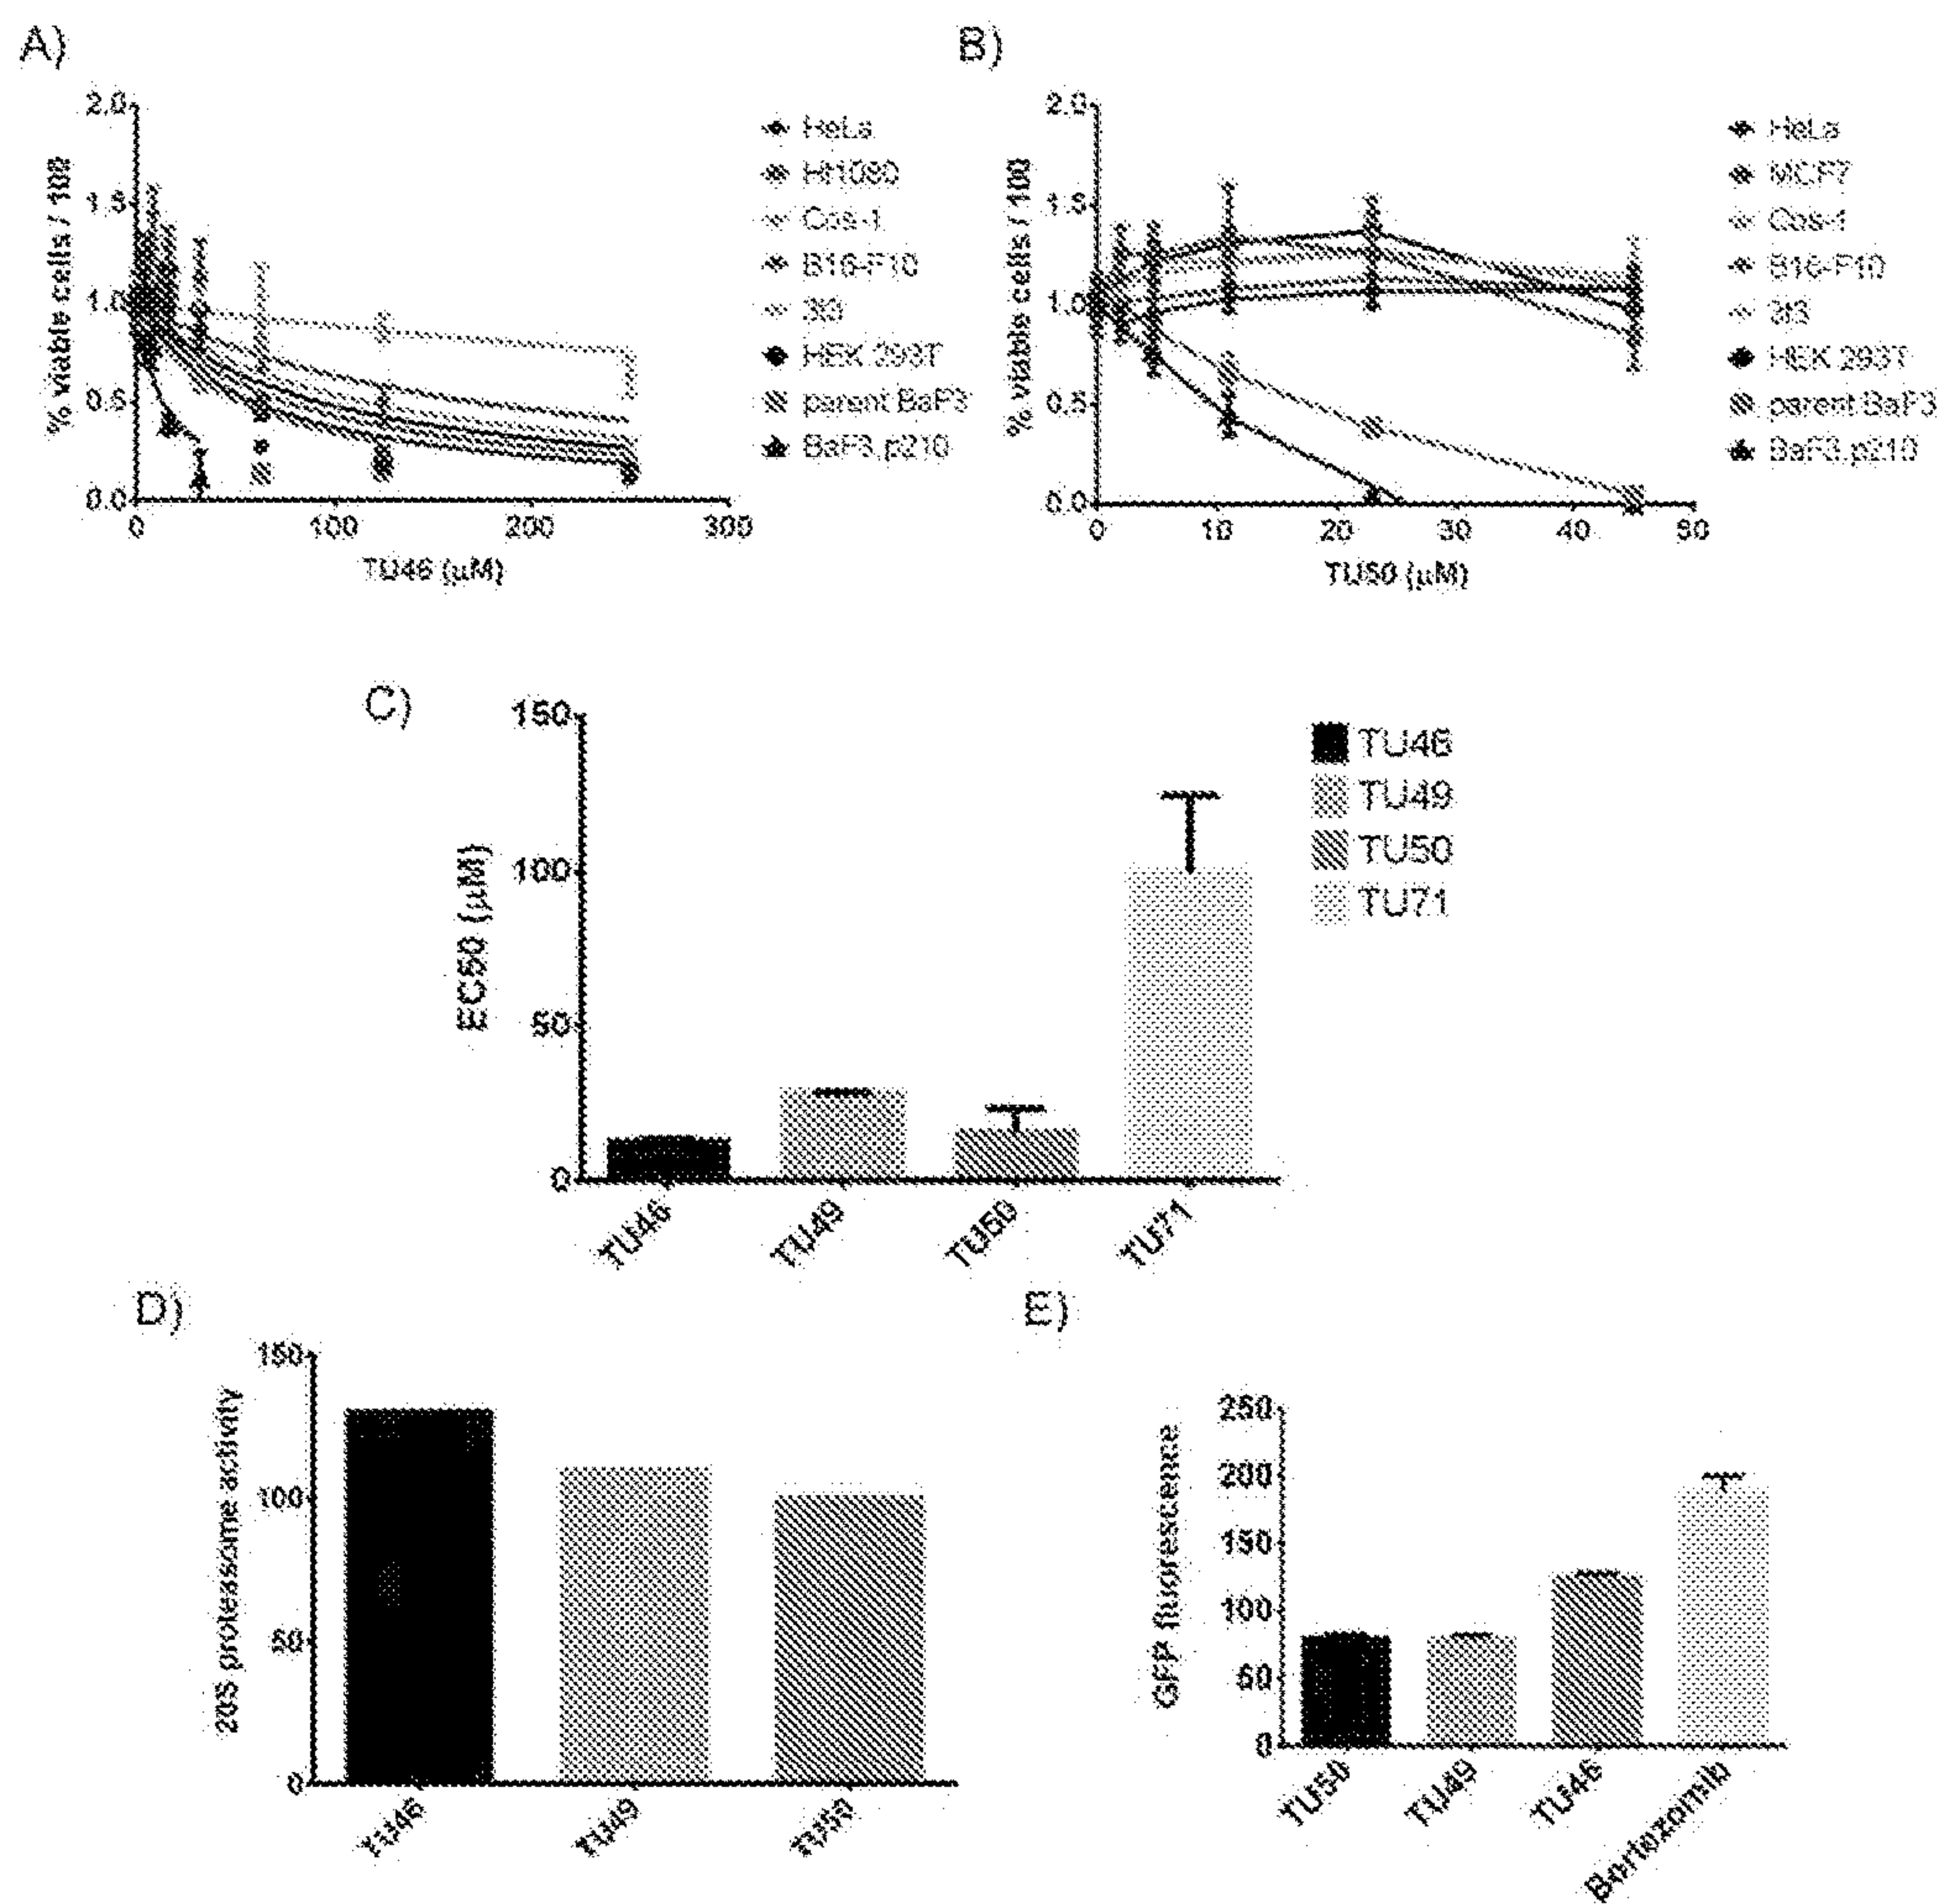 A)
% viable cells / 100
2.0
1.5
1.0
0.5
0.0
0
100
200
300
TU46 (µM)
HeLa
Ht1080
Cos-1
B16-F10
3t3
HEK 293T
parent BaF3
BaF3.p210
B)
% viable cells / 100
2.0
1.5
1.0
0.5
0.0
0
10
20
30
40
50
TU50 (µM)
HeLa
MCF7
Cos-1
B16-F10
3t3
HEK 293T
parent BaF3
BaF3.p210
C)
EC50 (µM)
150
100
50
0
TU46
TU49
TU50
TU71
TU46
TU49
TU50
TU71
D)
20S proteasome activity
150
100
50
0
TU46
TU49
TU50
E)
GFP fluorescence
250
200
150
100
50
0
TU50
TU49
TU46
Bortezomib